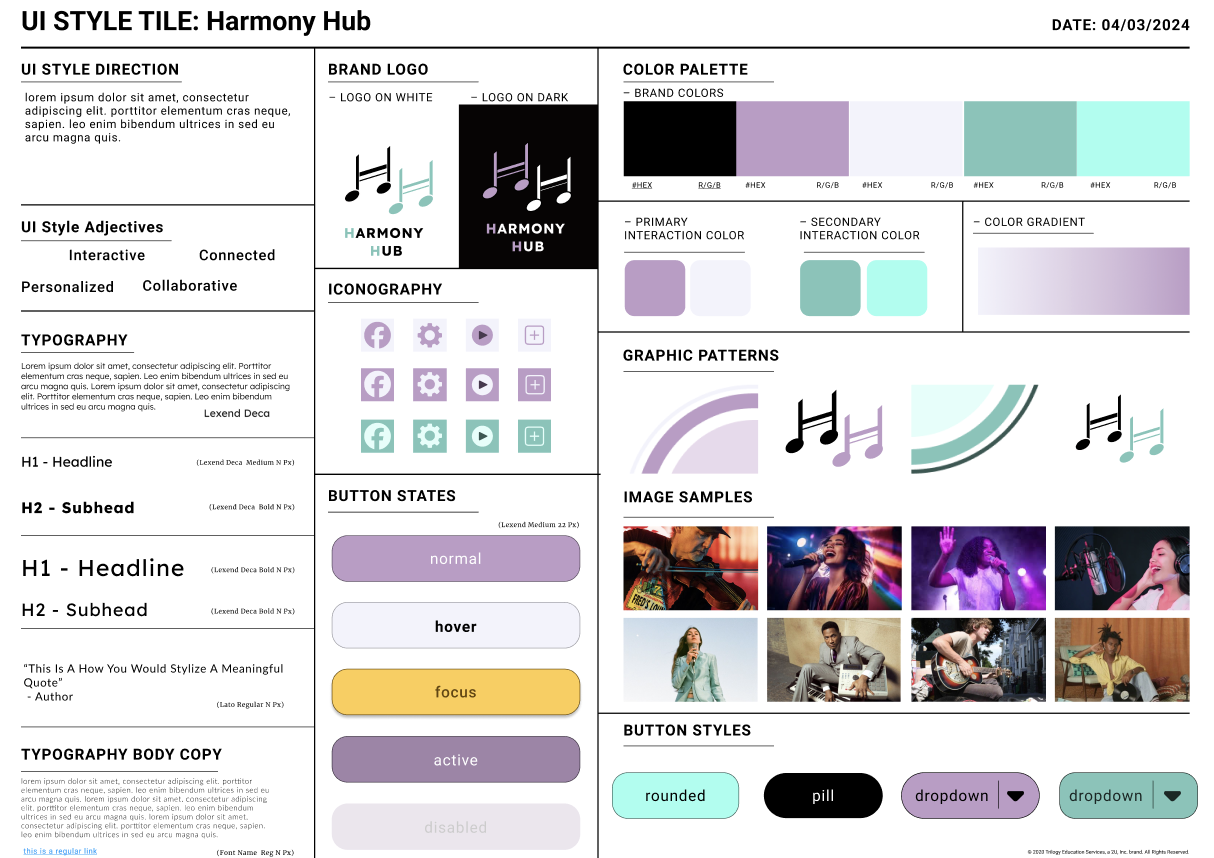 UI STYLE TILE: Harmony Hub
DATE: 04/03/2024
UI STYLE DIRECTION
lorem ipsum dolor sit amet, consectetur
adipiscing elit. porttitor elementum cras neque,
sapien. leo enim bibendum ultrices in sed eu
arcu magna quis.
UI Style Adjectives
Interactive
Connected
Personalized
Collaborative
TYPOGRAPHY
Lorem ipsum dolor sit amet, consectetur adipiscing elit. Porttitor
elementum cras neque, sapien. Leo enim bibendum ultrices in sed eu
arcu magna quis. Lorem ipsum dolor sit amet, consectetur adipiscing
elit. Porttitor elementum cras neque, sapien. Leo enim bibendum
ultrices in sed eu arcu magna quis.
Lexend Deca
H1 - Headline
(Lexend Deca Medium N Px)
H2 - Subhead
(Lexend Deca Bold N Px)
H1 - Headline
(Lexend Deca Bold N Px)
H2 - Subhead
(Lexend Deca Bold N Px)
“This Is A How You Would Stylize A Meaningful
Quote”
- Author
(Lato Regular N Px)
TYPOGRAPHY BODY COPY
lorem ipsum dolor sit amet, consectetur adipiscing elit. porttitor
elementum cras neque, sapien. leo enim bibendum ultrices in sed eu
arcu magna quis. lorem ipsum dolor sit amet, consectetur adipiscing
elit. porttitor elementum cras neque, sapien. leo enim bibendum
ultrices in sed eu arcu magna quis. lorem ipsum dolor sit amet,
consectetur adipiscing elit. porttitor elementum cras neque, sapien.
leo enim bibendum ultrices in sed eu arcu magna quis.
this is a regular link
(Font Name Reg N Px)
BRAND LOGO
– LOGO ON WHITE
– LOGO ON DARK
HARMONY
HUB
HARMONY
HUB
ICONOGRAPHY
BUTTON STATES
(Lexend Medium 22 Px)
normal
hover
focus
active
disabled
COLOR PALETTE
– BRAND COLORS
#HEX R/G/B
#HEX R/G/B
#HEX R/G/B
#HEX R/G/B
#HEX R/G/B
– PRIMARY
INTERACTION COLOR
– SECONDARY
INTERACTION COLOR
– COLOR GRADIENT
GRAPHIC PATTERNS
IMAGE SAMPLES
FRED'S
BUTTON STYLES
rounded
pill
dropdown
dropdown
© 2020 Trilogy Education Services, a 2U, Inc. brand. All Rights Reserved.